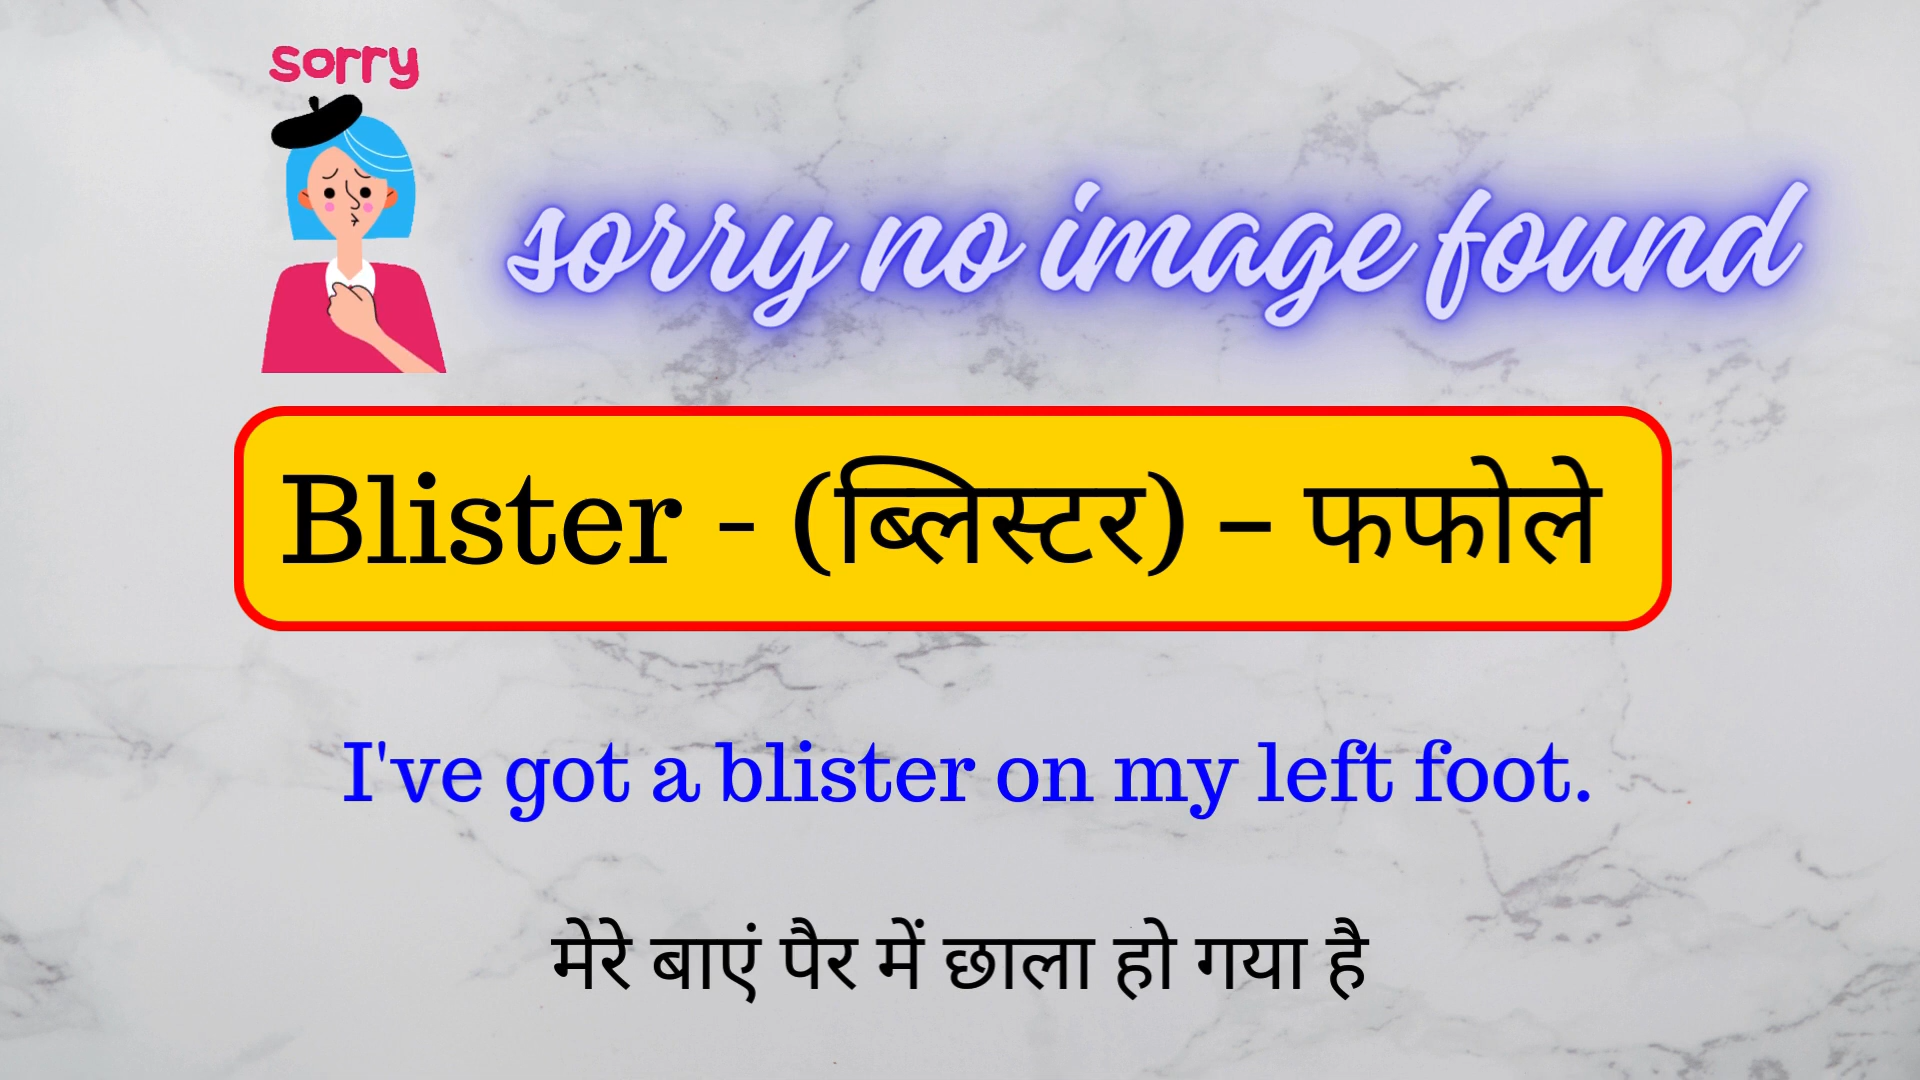 sorry
sorry no image found
Blister - (ब्लिस्टर) – फफोले
I've got a blister on my left foot.
मेरे बाएं पैर में छाला हो गया है